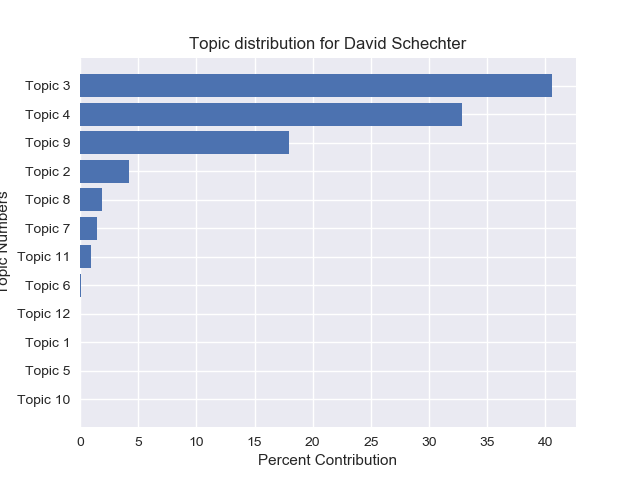 Topic distribution for David Schechter
Topic Numbers
Topic 3
Topic 4
Topic 9
Topic 2
Topic 8
Topic 7
Topic 11
Topic 6
Topic 12
Topic 1
Topic 5
Topic 10
0 5 10 15 20 25 30 35 40
Percent Contribution